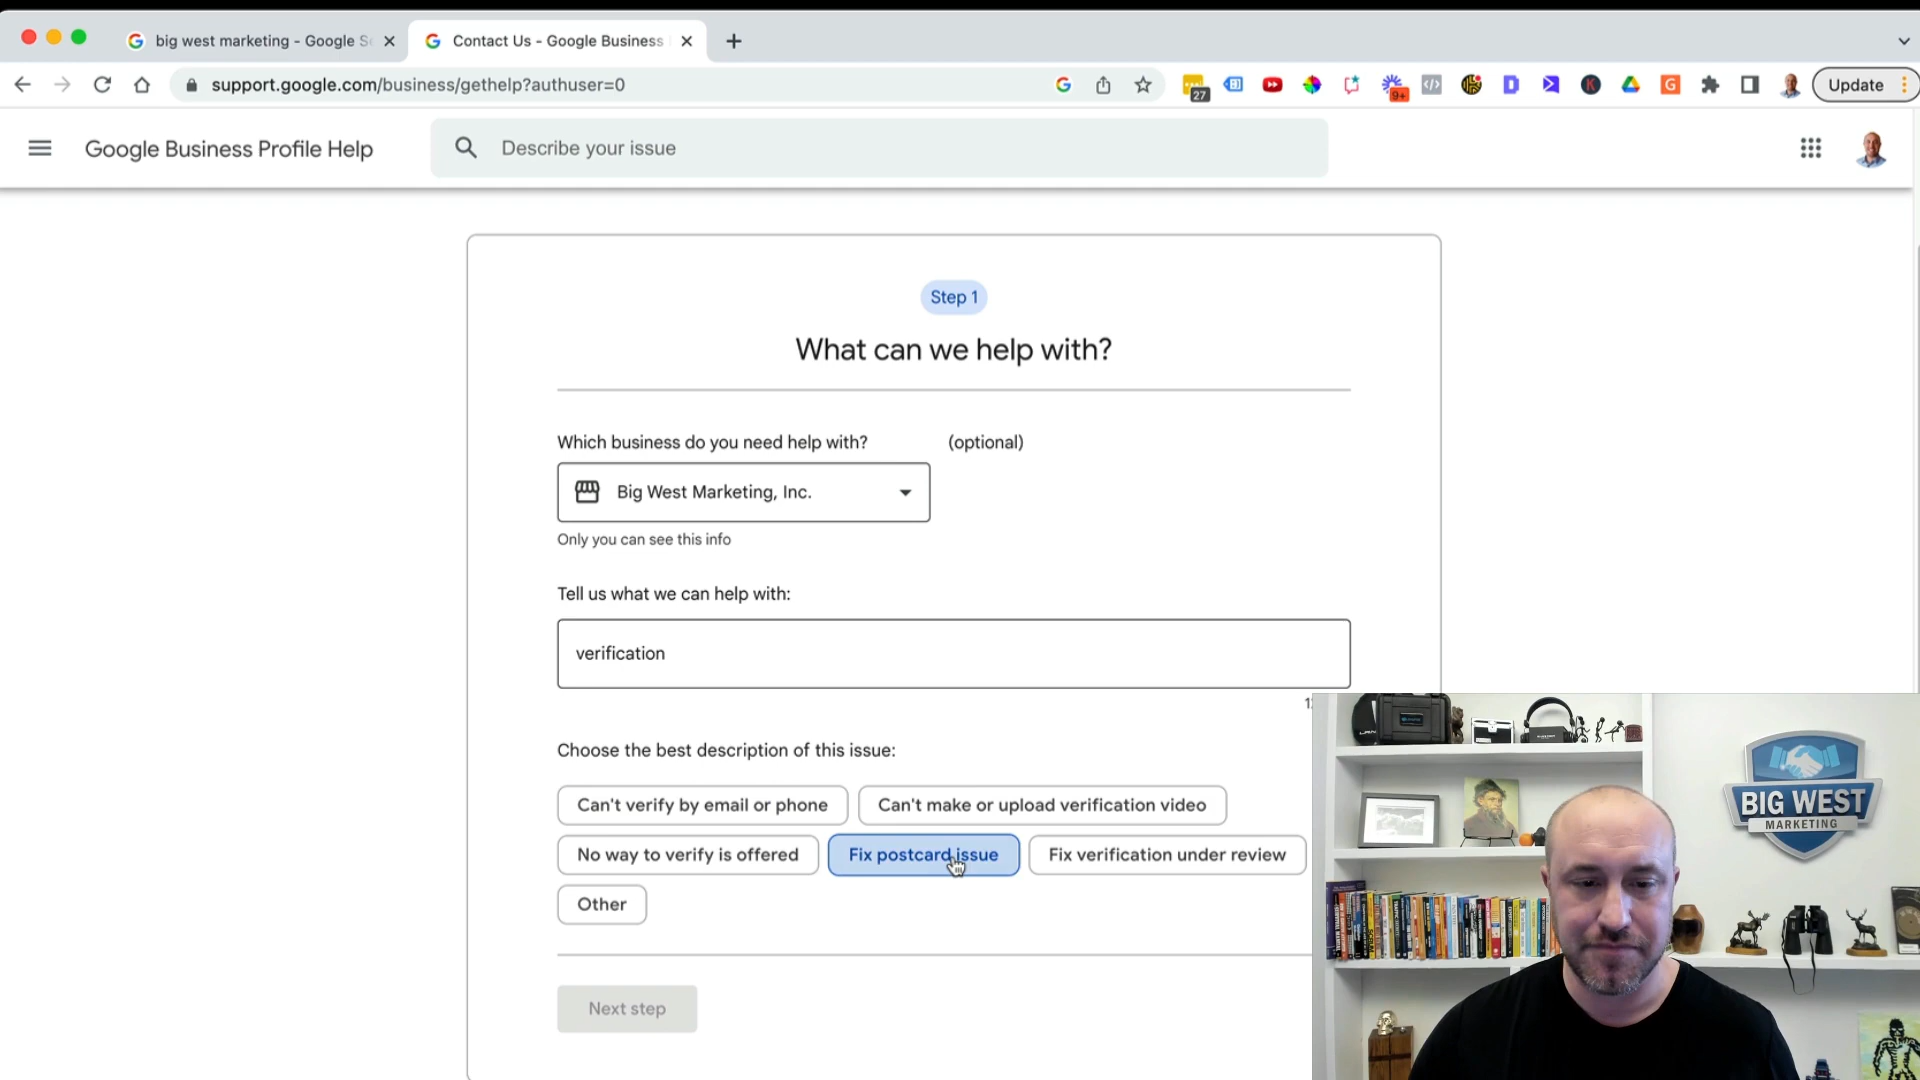 big west marketing - Google S
Contact Us - Google Business
support.google.com/business/gethelp?authuser=0
27
9+
Update
Google Business Profile Help
Describe your issue
Step 1
What can we help with?
Which business do you need help with? (optional)
Big West Marketing, Inc.
Only you can see this info
Tell us what we can help with:
verification
Choose the best description of this issue:
Can't verify by email or phone
Can't make or upload verification video
No way to verify is offered
Fix postcard issue
Fix verification under review
Other
Next step
BIG WEST
MARKETING